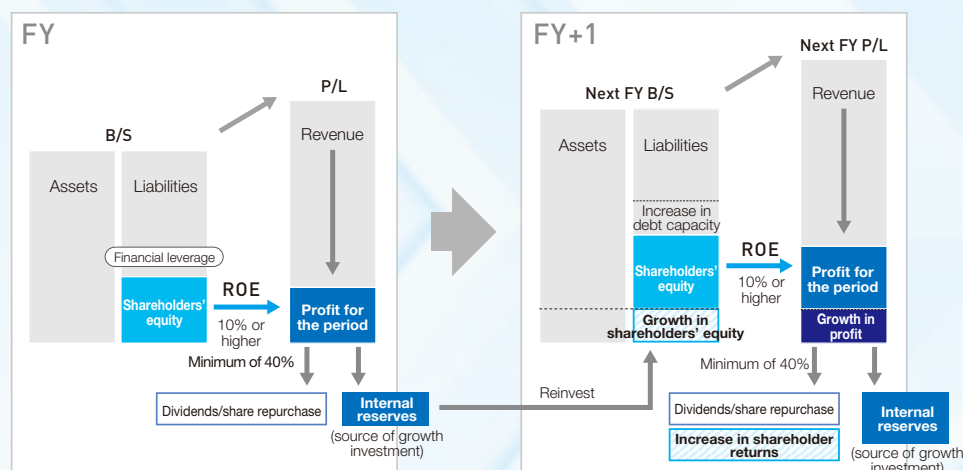 FY
B/S
Assets
Liabilities
Financial leverage
Shareholders'
equity
ROE
10% or
higher
P/L
Revenue
Profit for
the period
Minimum of 40%
Dividends/share repurchase
Internal
reserves
(source of growth
investment)
Reinvest
FY+1
Next FY B/S
Assets
Liabilities
Increase in
debt capacity
Shareholders'
equity
Growth in
shareholders' equity
ROE
10% or
higher
Next FY P/L
Revenue
Profit for
the period
Growth in
profit
Minimum of 40%
Dividends/share repurchase
Increase in shareholder
returns
Internal
reserves
(source of growth
investment)